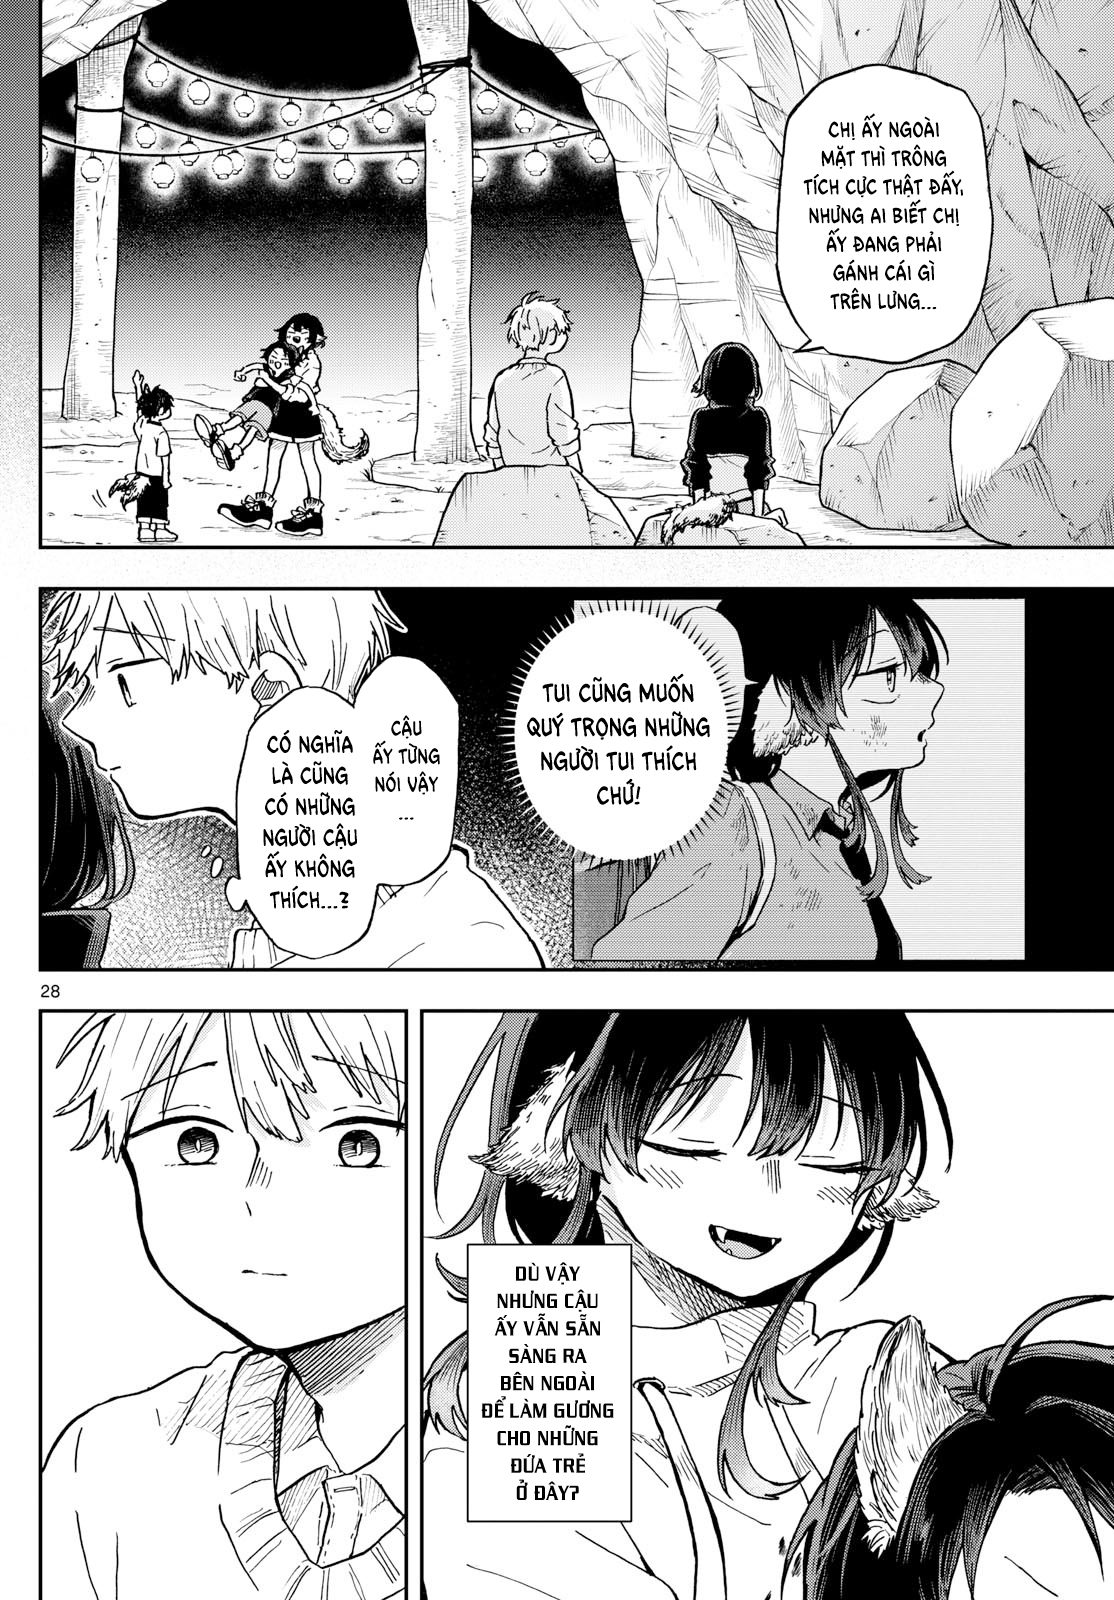 CHỊ ẤY NGOÀI
MẶT THÌ TRÔNG
TÍCH CỰC THẬT ĐẤY,
NHƯNG AI BIẾT CHỊ
ẤY ĐANG PHẢI
GÁNH CÁI GÌ
TRÊN LƯNG...
TUI CŨNG MUỐN
QUÝ TRỌNG NHỮNG
NGƯỜI TUI THÍCH
CHỨ!
CẬU
ẤY TỪNG
NÓI VẬY
...
CÓ NGHĨA
LÀ CŨNG
CÓ NHỮNG
NGƯỜI CẬU
ẤY KHÔNG
THÍCH...?
28
DÙ VẬY
NHƯNG CẬU
ẤY VẪN SẴN
SÀNG RA
BÊN NGOÀI
ĐỂ LÀM GƯƠNG
CHO NHỮNG
ĐỨA TRẺ
Ở ĐÂY?